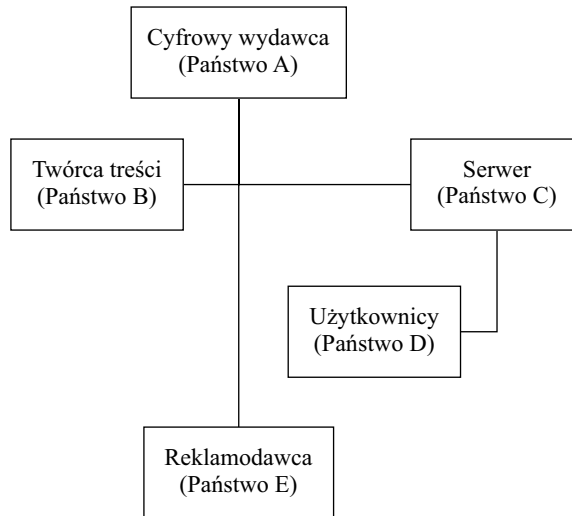 Cyfrowy wydawca
(Państwo A)
Twórca treści
(Państwo B)
Serwer
(Państwo C)
Użytkownicy
(Państwo D)
Reklamodawca
(Państwo E)